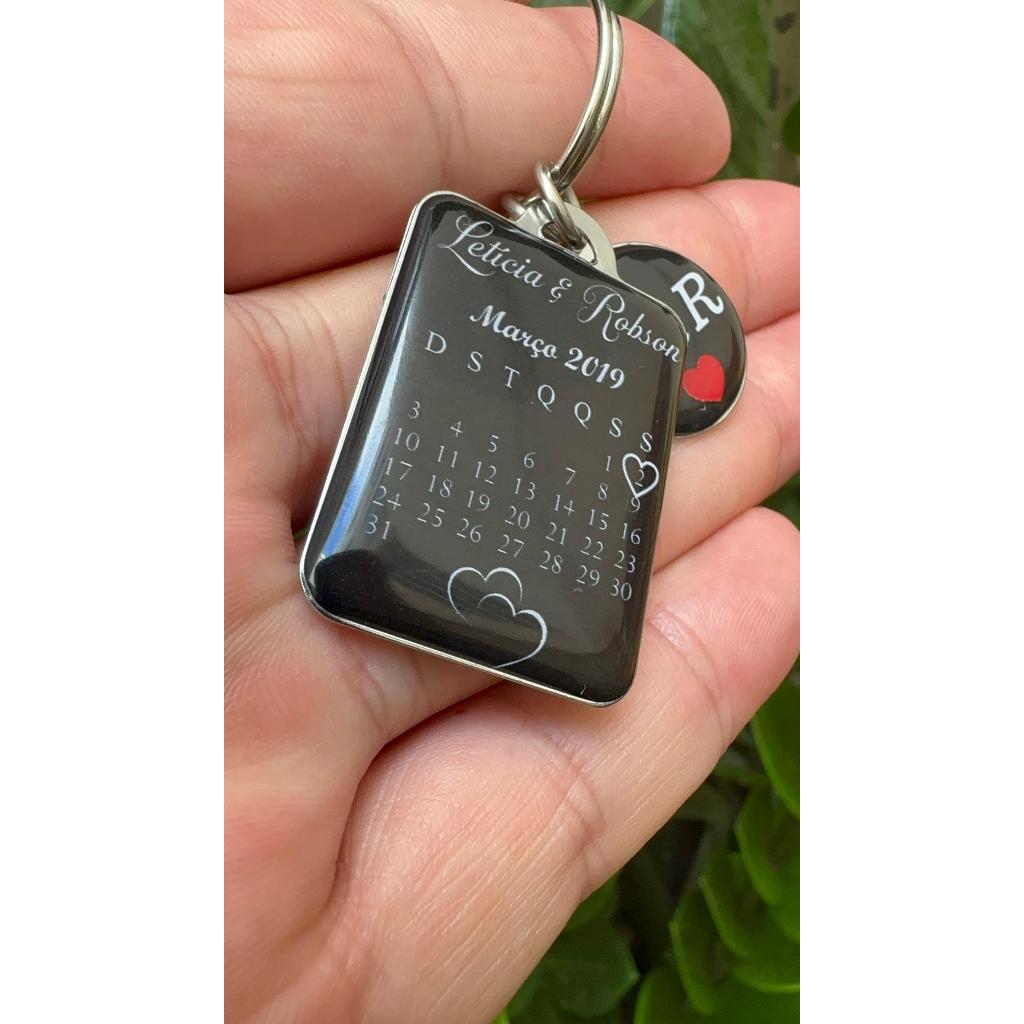 Letícia & Robson
Março 2019
D S T Q Q S S
1 2
3 4 5 6 7 8 9
10 11 12 13 14 15 16
17 18 19 20 21 22 23
24 25 26 27 28 29 30
31
R